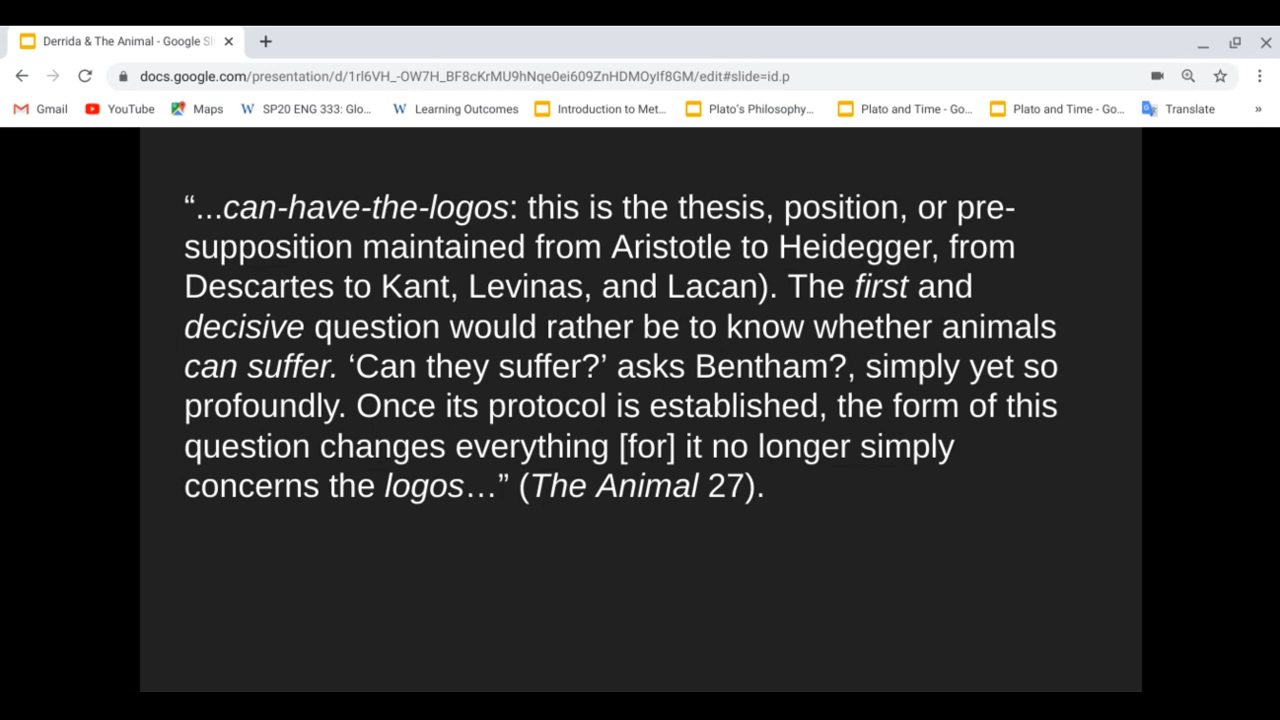 Derrida & The Animal - Google Sl
docs.google.com/presentation/d/1rl6VH_-OW7H_BF8cKrMU9hNqe0ei609ZnHDMOyIf8GM/edit#slide=id.p
Gmail YouTube Maps SP20 ENG 333: Glo... Learning Outcomes Introduction to Met... Plato's Philosophy... Plato and Time - Go... Plato and Time - Go... Translate »
“...can-have-the-logos: this is the thesis, position, or pre-
supposition maintained from Aristotle to Heidegger, from
Descartes to Kant, Levinas, and Lacan). The first and
decisive question would rather be to know whether animals
can suffer. ‘Can they suffer?’ asks Bentham?, simply yet so
profoundly. Once its protocol is established, the form of this
question changes everything [for] it no longer simply
concerns the logos…” (The Animal 27).